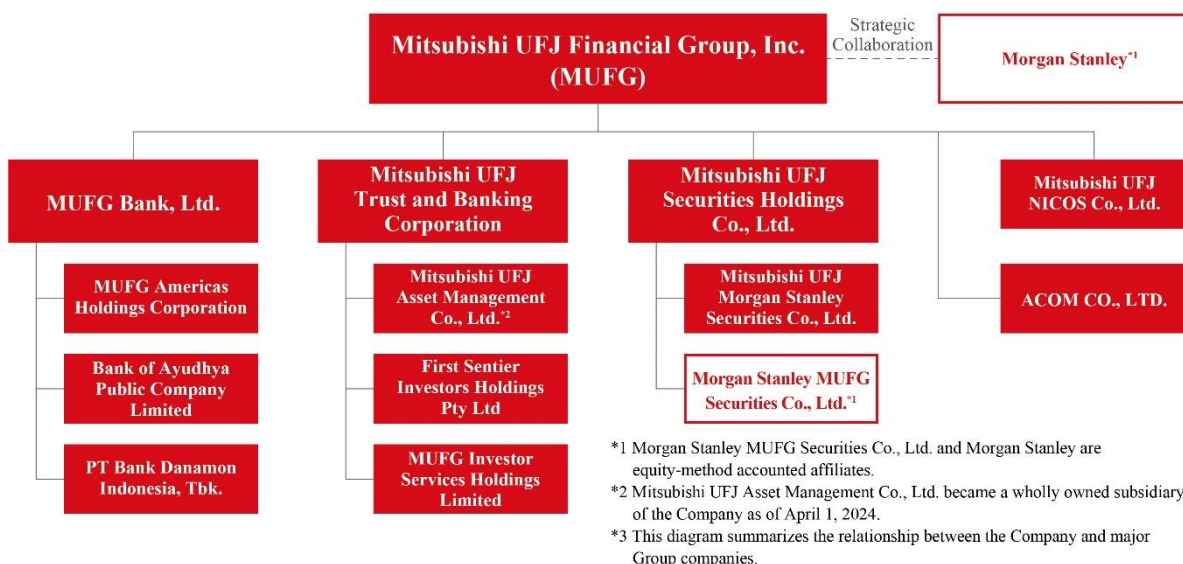 Mitsubishi UFJ Financial Group, Inc.
(MUFG)
Strategic
Collaboration
Morgan Stanley*1
MUFG Bank, Ltd.
Mitsubishi UFJ
Trust and Banking
Corporation
Mitsubishi UFJ
Securities Holdings
Co., Ltd.
Mitsubishi UFJ
NICOS Co., Ltd.
MUFG Americas
Holdings Corporation
Mitsubishi UFJ
Asset Management
Co., Ltd.*2
Mitsubishi UFJ
Morgan Stanley
Securities Co., Ltd.
ACOM CO., LTD.
Bank of Ayudhya
Public Company
Limited
First Sentier
Investors Holdings
Pty Ltd
Morgan Stanley MUFG
Securities Co., Ltd.*1
PT Bank Danamon
Indonesia, Tbk.
MUFG Investor
Services Holdings
Limited
*1 Morgan Stanley MUFG Securities Co., Ltd. and Morgan Stanley are
equity-method accounted affiliates.
*2 Mitsubishi UFJ Asset Management Co., Ltd. became a wholly owned subsidiary
of the Company as of April 1, 2024.
*3 This diagram summarizes the relationship between the Company and major
Group companies.